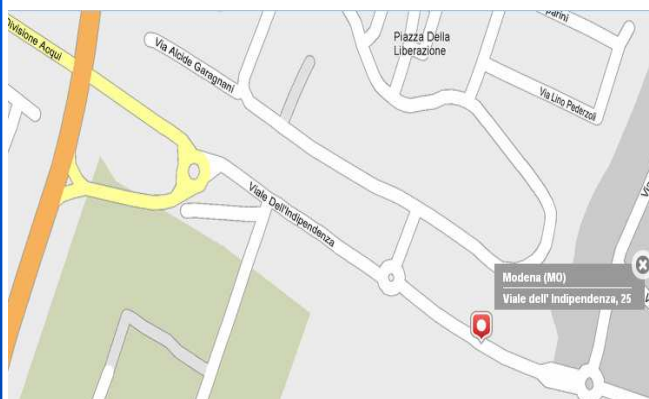 Divisione Acqui
Via Alcide Garagnani
Piazza Della
Liberazione
Via Lino Pederzoli
Viale Dell'Indipendenza
Modena (MO)
Viale dell' Indipendenza, 25